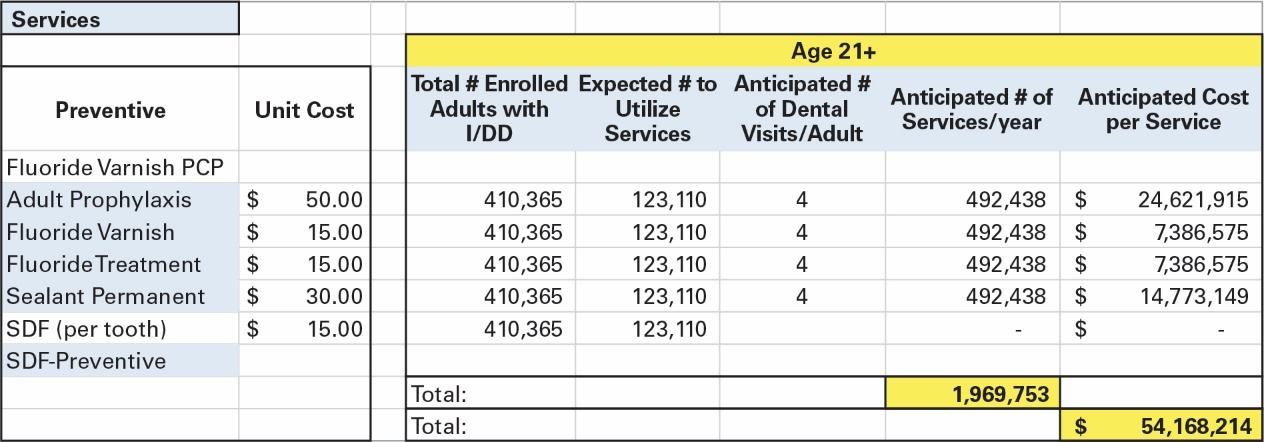 Services
Age 21+
Total # Enrolled Expected # to Anticipated #
Preventive Unit Cost Adults with Utilize of Dental Anticipated # of Anticipated Cost
I/DD Services Visits/Adult Services/year per Service
Fluoride Varnish PCP
Adult Prophylaxis $ 50.00 410,365 123,110 4 492,438 $ 24,621,915
Fluoride Varnish $ 15.00 410,365 123,110 4 492,438 $ 7,386,575
Fluoride Treatment $ 15.00 410,365 123,110 4 492,438 $ 7,386,575
Sealant Permanent $ 30.00 410,365 123,110 4 492,438 $ 14,773,149
SDF (per tooth) $ 15.00 410,365 123,110 - $ -
SDF-Preventive
Total: 1,969,753
Total: $ 54,168,214